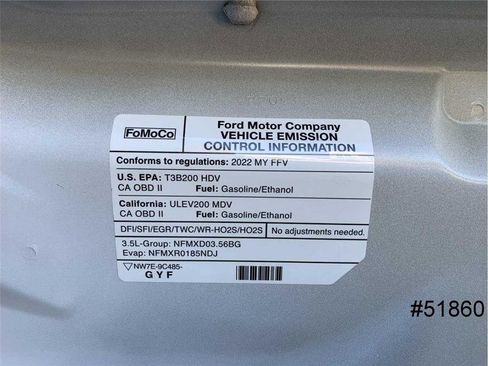 FoMoCo
Ford Motor Company
VEHICLE EMISSION
CONTROL INFORMATION
Conforms to regulations: 2022 MY FFV
U.S. EPA: T3B200 HDV
CA OBD II Fuel: Gasoline/Ethanol
California: ULEV200 MDV
CA OBD II Fuel: Gasoline/Ethanol
DFI/SFI/EGR/TWC/WR-HO2S/HO2S No adjustments needed.
3.5L-Group: NFMXD03.56BG
Evap: NFMXR0185NDJ
NW7E-9C485-
G Y F
#51860